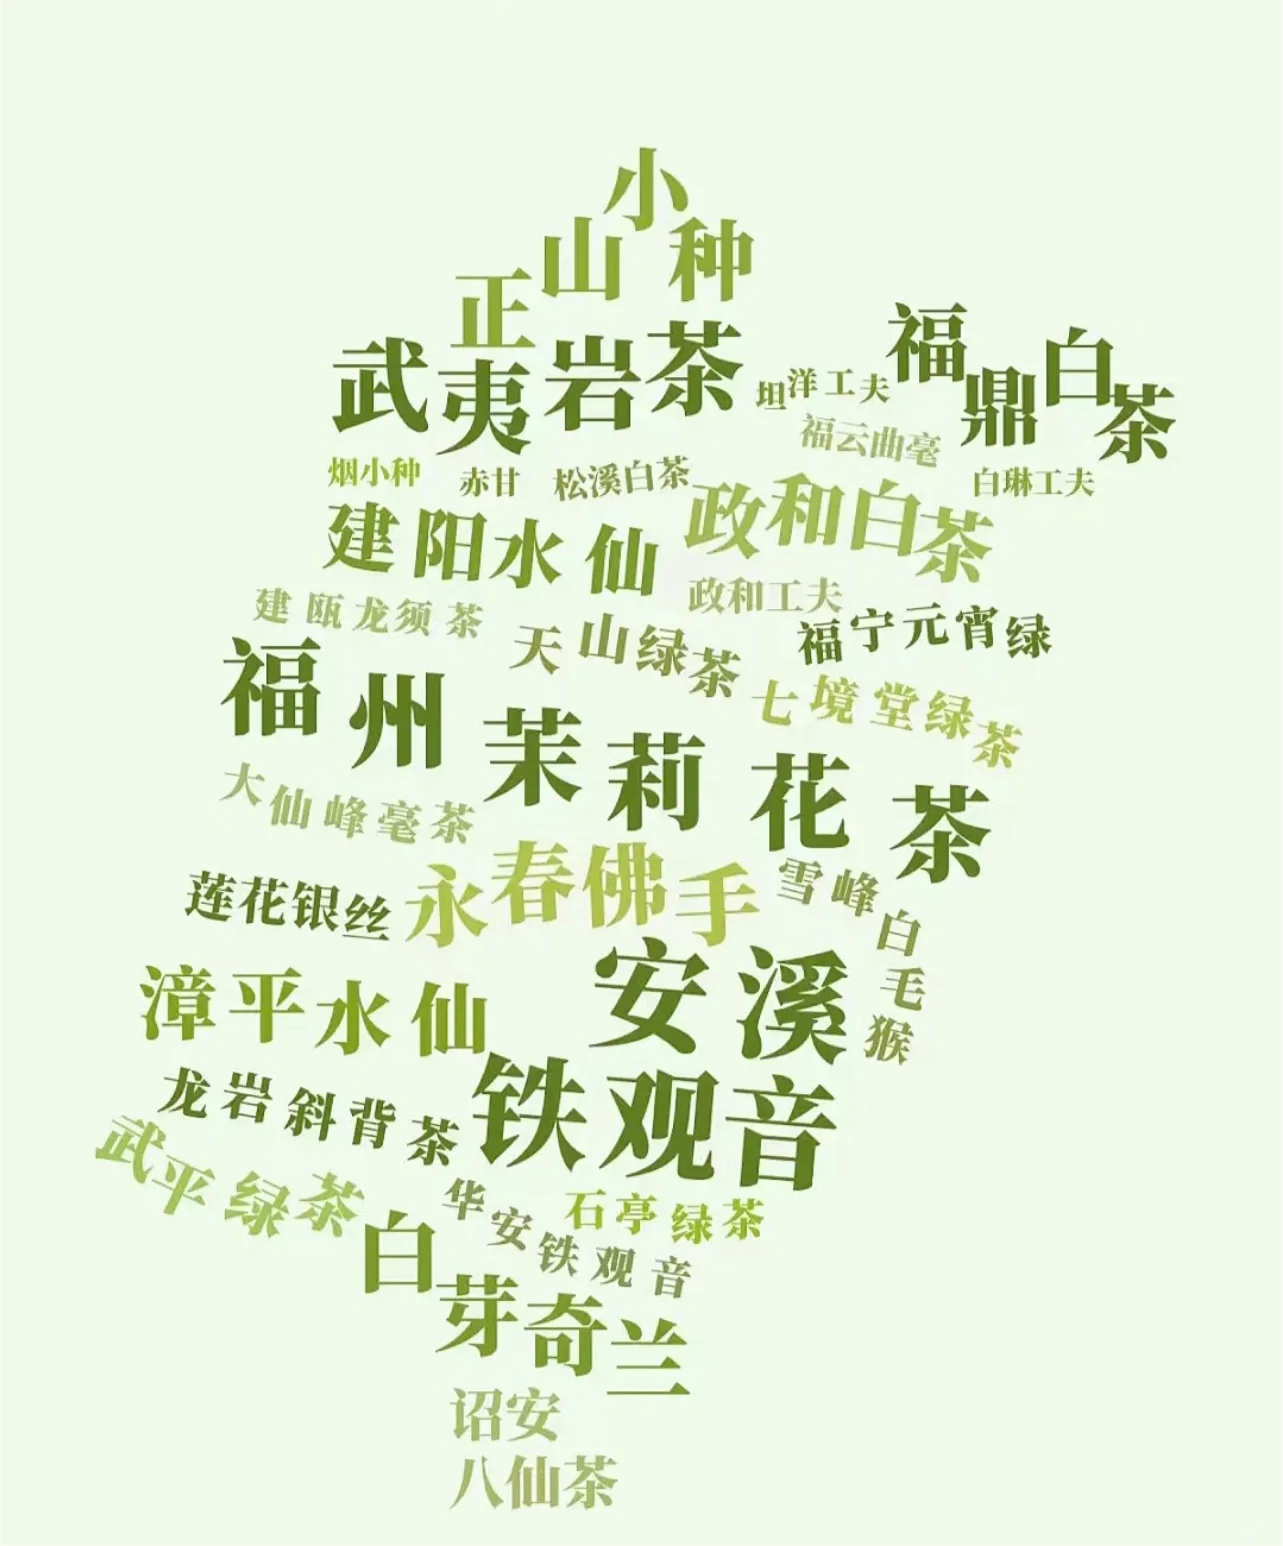 正山小种
武夷岩茶
福鼎白茶
坦洋工夫
福云曲毫
烟小种
赤甘
松溪白茶
白琳工夫
政和白茶
建阳水仙
政和工夫
建瓯龙须茶
福宁元宵绿
天山绿茶
福州茉莉花茶
七境堂绿茶
大仙峰毫茶
永春佛手
雪峰白毛猴
莲花银丝
安溪
铁观音
漳平水仙
龙岩斜背茶
武平绿茶
华安铁观音
石亭绿茶
白芽奇兰
诏安
八仙茶